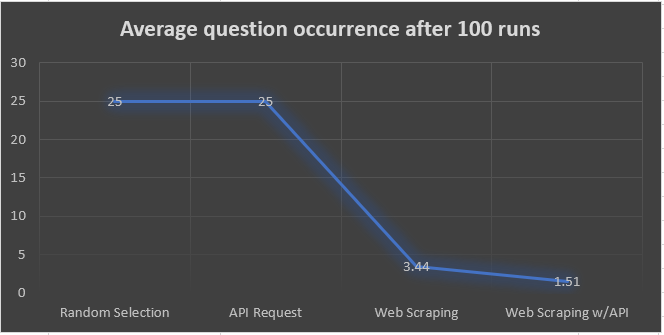 Average question occurrence after 100 runs
30
25
20
15
10
5
0
25
25
3.44
1.51
Random Selection
API Request
Web Scraping
Web Scraping w/API